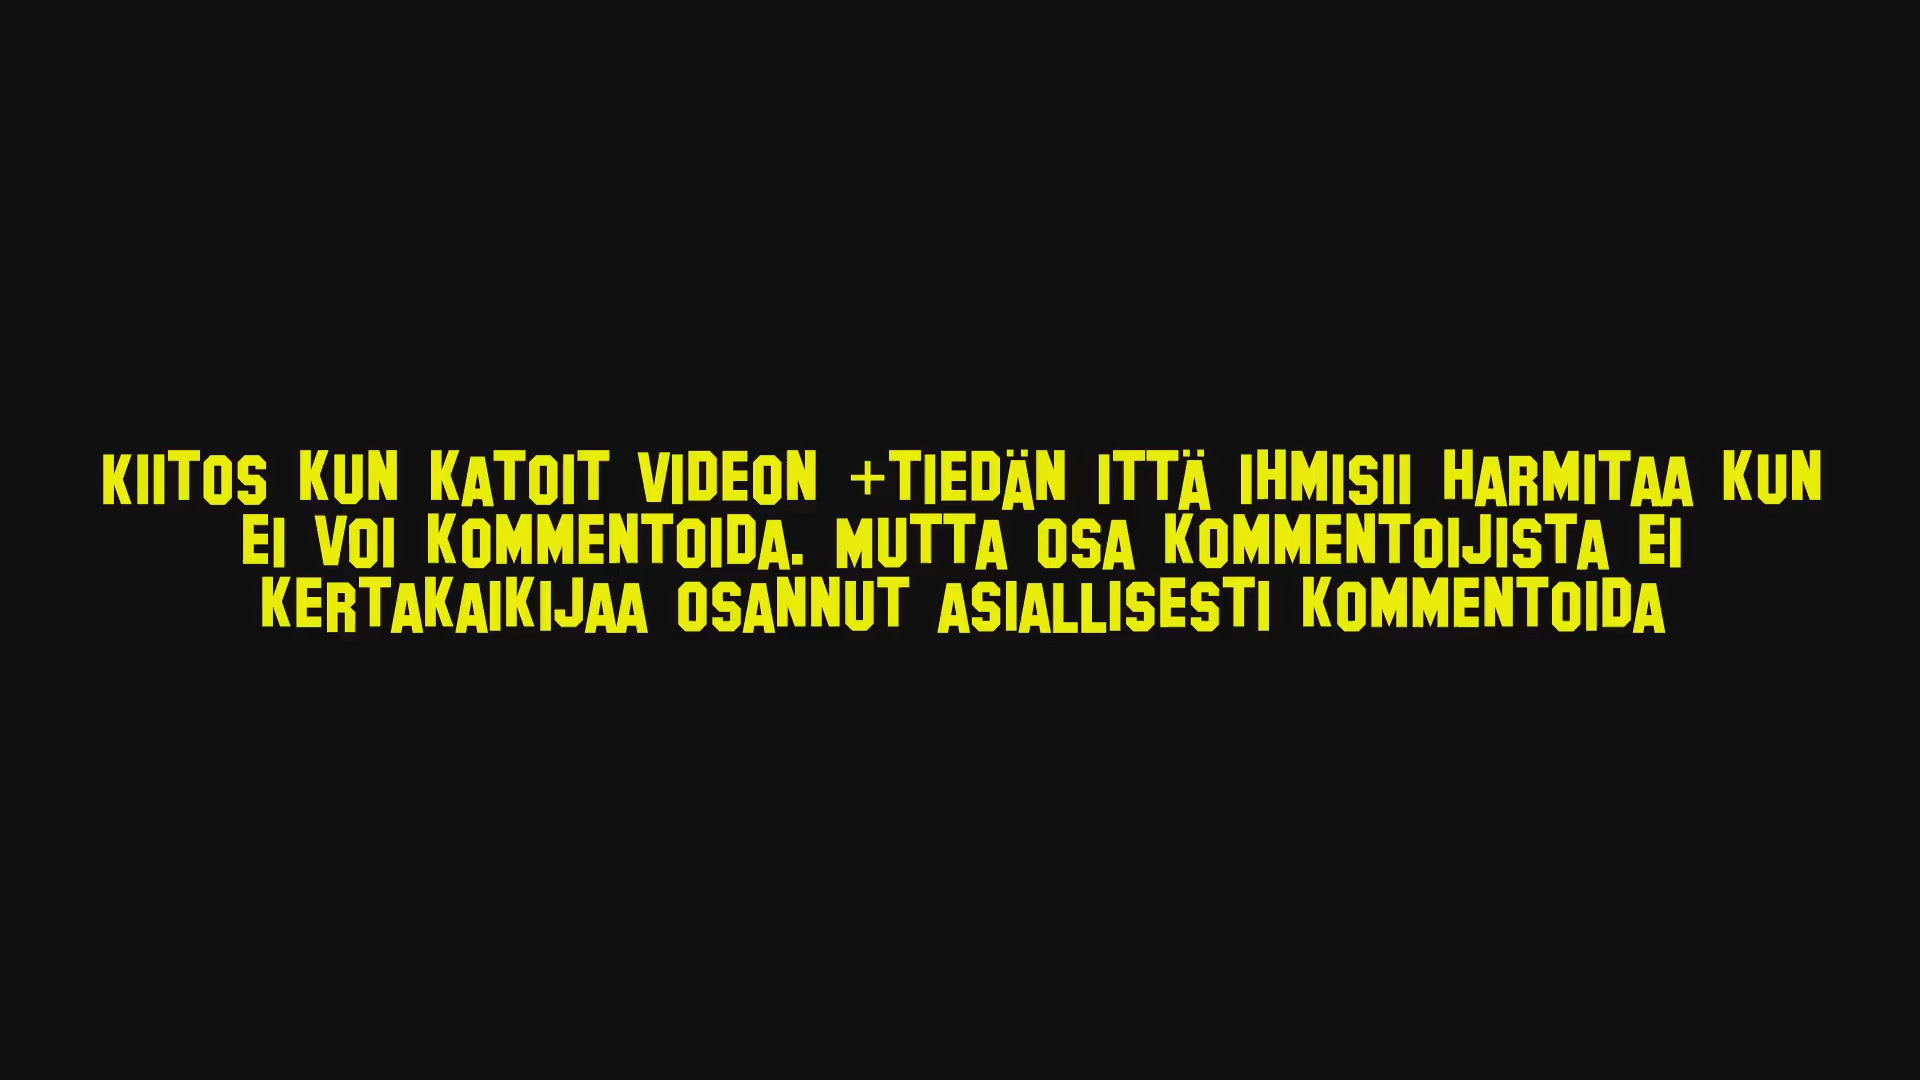 KIITOS KUN KATOIT VIDEON +TIEDÄN ITTÄ IHMISII HARMITAA KUN
EI VOI KOMMENTOIDA. MUTTA OSA KOMMENTOIJISTA EI
KERTAKAIKIJAA OSANNUT ASIALLISESTI KOMMENTOIDA